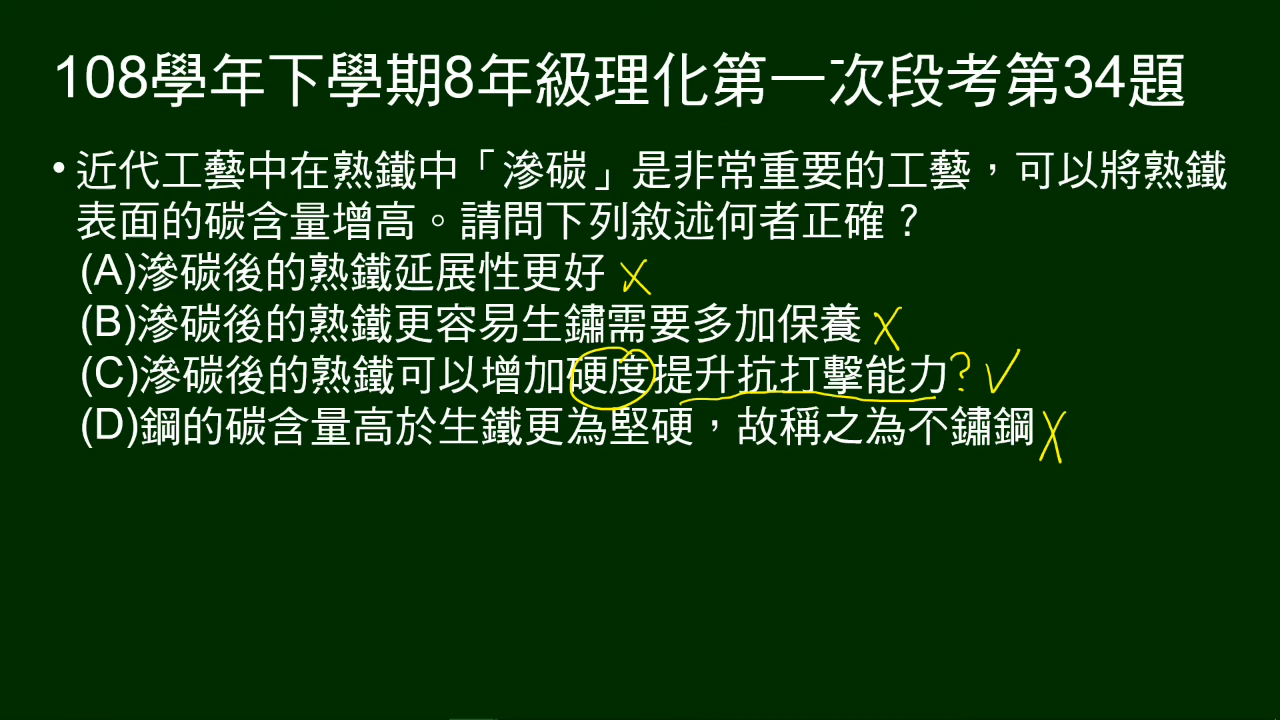 108學年下學期8年級理化第一次段考第34題
• 近代工藝中在熟鐵中「滲碳」是非常重要的工藝，可以將熟鐵
表面的碳含量增高。請問下列敘述何者正確？
(A)滲碳後的熟鐵延展性更好 ×
(B)滲碳後的熟鐵更容易生鏽需要多加保養 ×
(C)滲碳後的熟鐵可以增加硬度提升抗打擊能力？✓
(D)鋼的碳含量高於生鐵更為堅硬，故稱之為不鏽鋼 ×